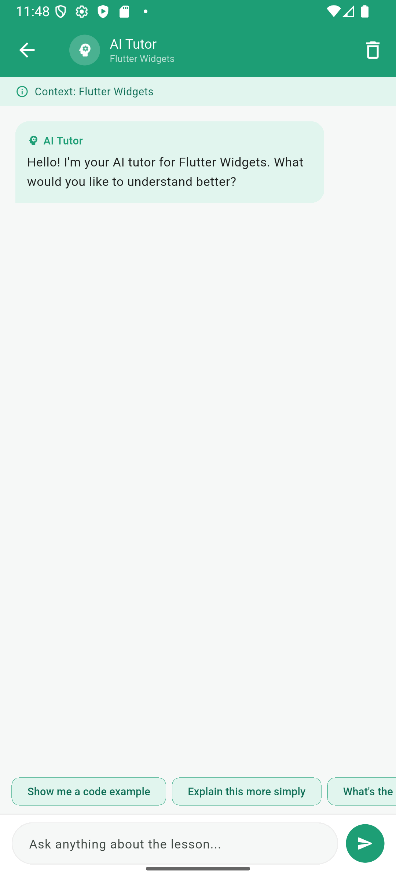 11:48
AI Tutor
Flutter Widgets
Context: Flutter Widgets
AI Tutor
Hello! I'm your AI tutor for Flutter Widgets. What
would you like to understand better?
Show me a code example
Explain this more simply
What's the
Ask anything about the lesson...